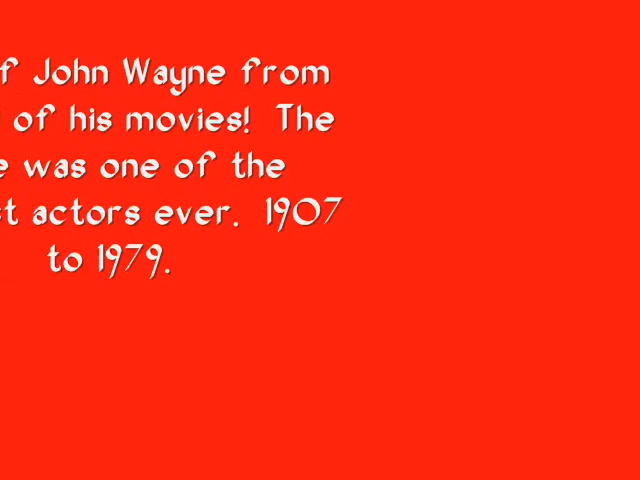 f John Wayne from
of his movies! The
e was one of the
t actors ever. 1907
to 1979.